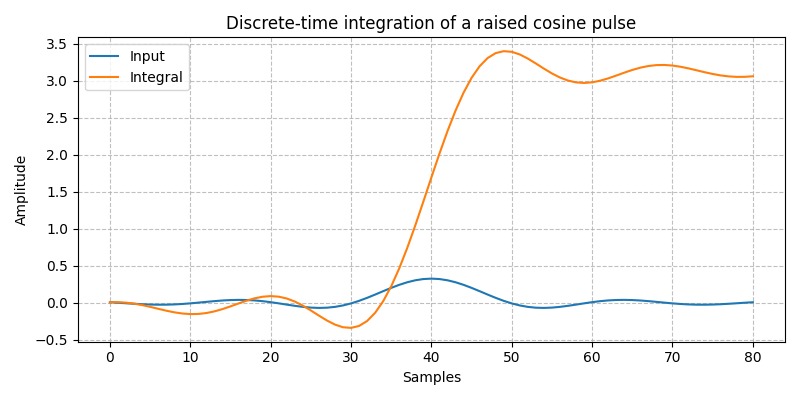 Discrete-time integration of a raised cosine pulse
Input
Integral
3.5
3.0
2.5
2.0
1.5
1.0
0.5
0.0
−0.5
Amplitude
0 10 20 30 40 50 60 70 80
Samples